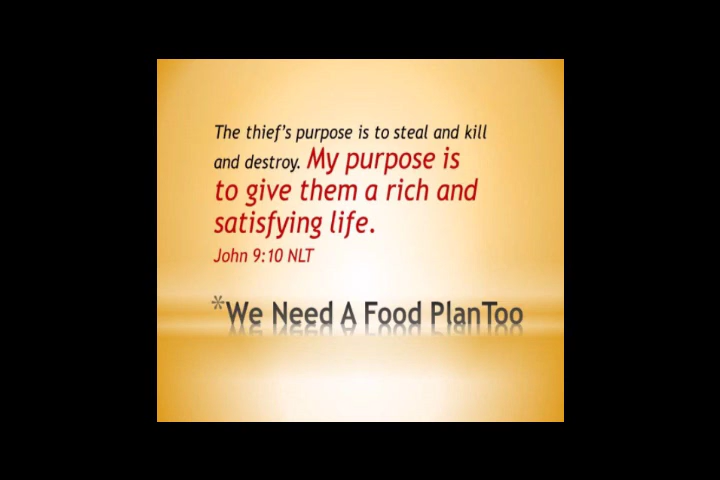 The thief's purpose is to steal and kill
and destroy. My purpose is
to give them a rich and
satisfying life.
John 9:10 NLT
*We Need A Food PlanToo